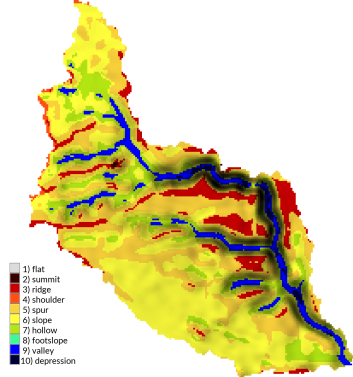 1) flat
2) summit
3) ridge
4) shoulder
5) spur
6) slope
7) hollow
8) footslope
9) valley
10) depression